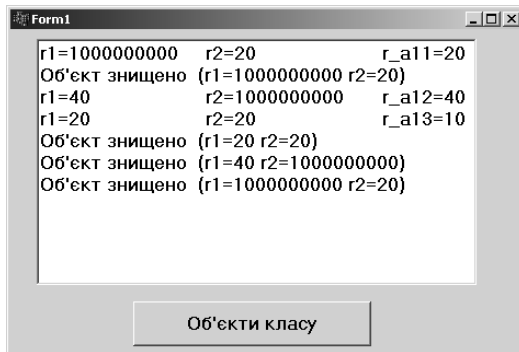 Form1
r1=1000000000 r2=20 r_a11=20
Об'єкт знищено (r1=1000000000 r2=20)
r1=40 r2=1000000000 r_a12=40
r1=20 r2=20 r_a13=10
Об'єкт знищено (r1=20 r2=20)
Об'єкт знищено (r1=40 r2=1000000000)
Об'єкт знищено (r1=1000000000 r2=20)
Об'єкти класу